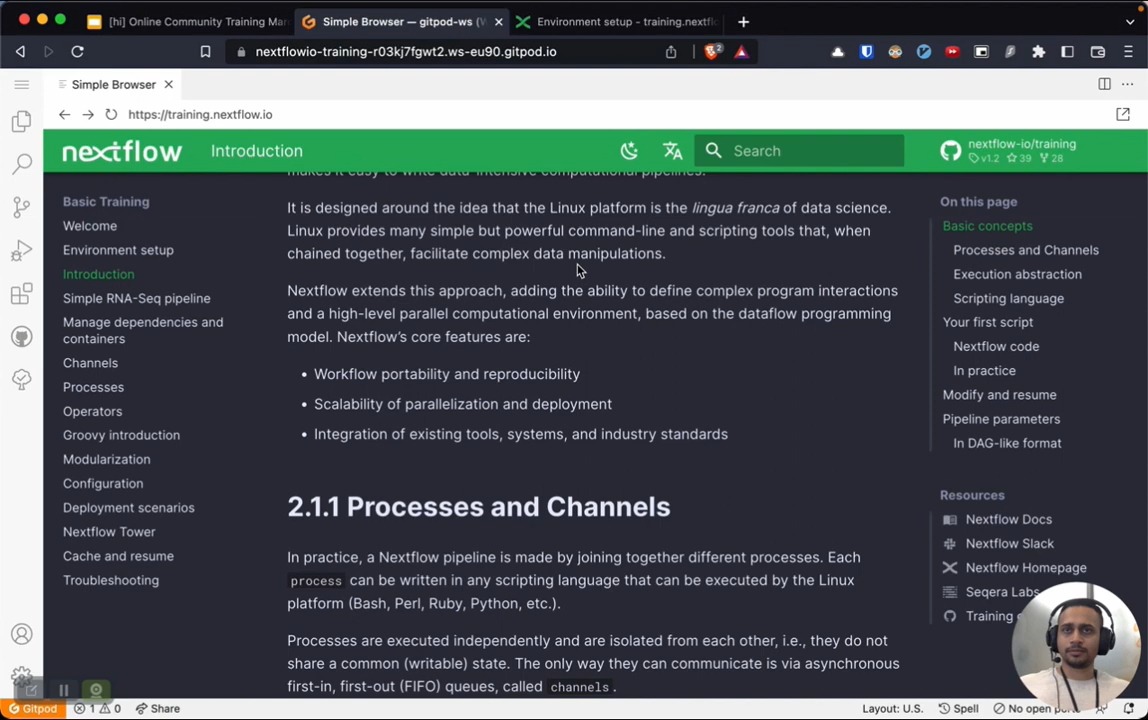 [hi] Online Community Training Mar
Simple Browser — gitpod-ws (W
Environment setup - training.nextfl
nextflowio-training-r03kj7fgwt2.ws-eu90.gitpod.io
2
Simple Browser
https://training.nextflow.io
nextflow
Introduction
Search
nextflow-io/training
v1.2 39 28
Basic Training
Welcome
Environment setup
Introduction
Simple RNA-Seq pipeline
Manage dependencies and
containers
Channels
Processes
Operators
Groovy introduction
Modularization
Configuration
Deployment scenarios
Nextflow Tower
Cache and resume
Troubleshooting
makes it easy to write data-intensive computational pipelines.
It is designed around the idea that the Linux platform is the lingua franca of data science.
Linux provides many simple but powerful command-line and scripting tools that, when
chained together, facilitate complex data manipulations.
Nextflow extends this approach, adding the ability to define complex program interactions
and a high-level parallel computational environment, based on the dataflow programming
model. Nextflow's core features are:
• Workflow portability and reproducibility
• Scalability of parallelization and deployment
• Integration of existing tools, systems, and industry standards
2.1.1 Processes and Channels
In practice, a Nextflow pipeline is made by joining together different processes. Each
process can be written in any scripting language that can be executed by the Linux
platform (Bash, Perl, Ruby, Python, etc.).
Processes are executed independently and are isolated from each other, i.e., they do not
share a common (writable) state. The only way they can communicate is via asynchronous
first-in, first-out (FIFO) queues, called channels.
On this page
Basic concepts
Processes and Channels
Execution abstraction
Scripting language
Your first script
Nextflow code
In practice
Modify and resume
Pipeline parameters
In DAG-like format
Resources
Nextflow Docs
Nextflow Slack
Nextflow Homepage
Seqera Labs
Training
Gitpod
1 0
Share
Layout: U.S.
Spell
No open por